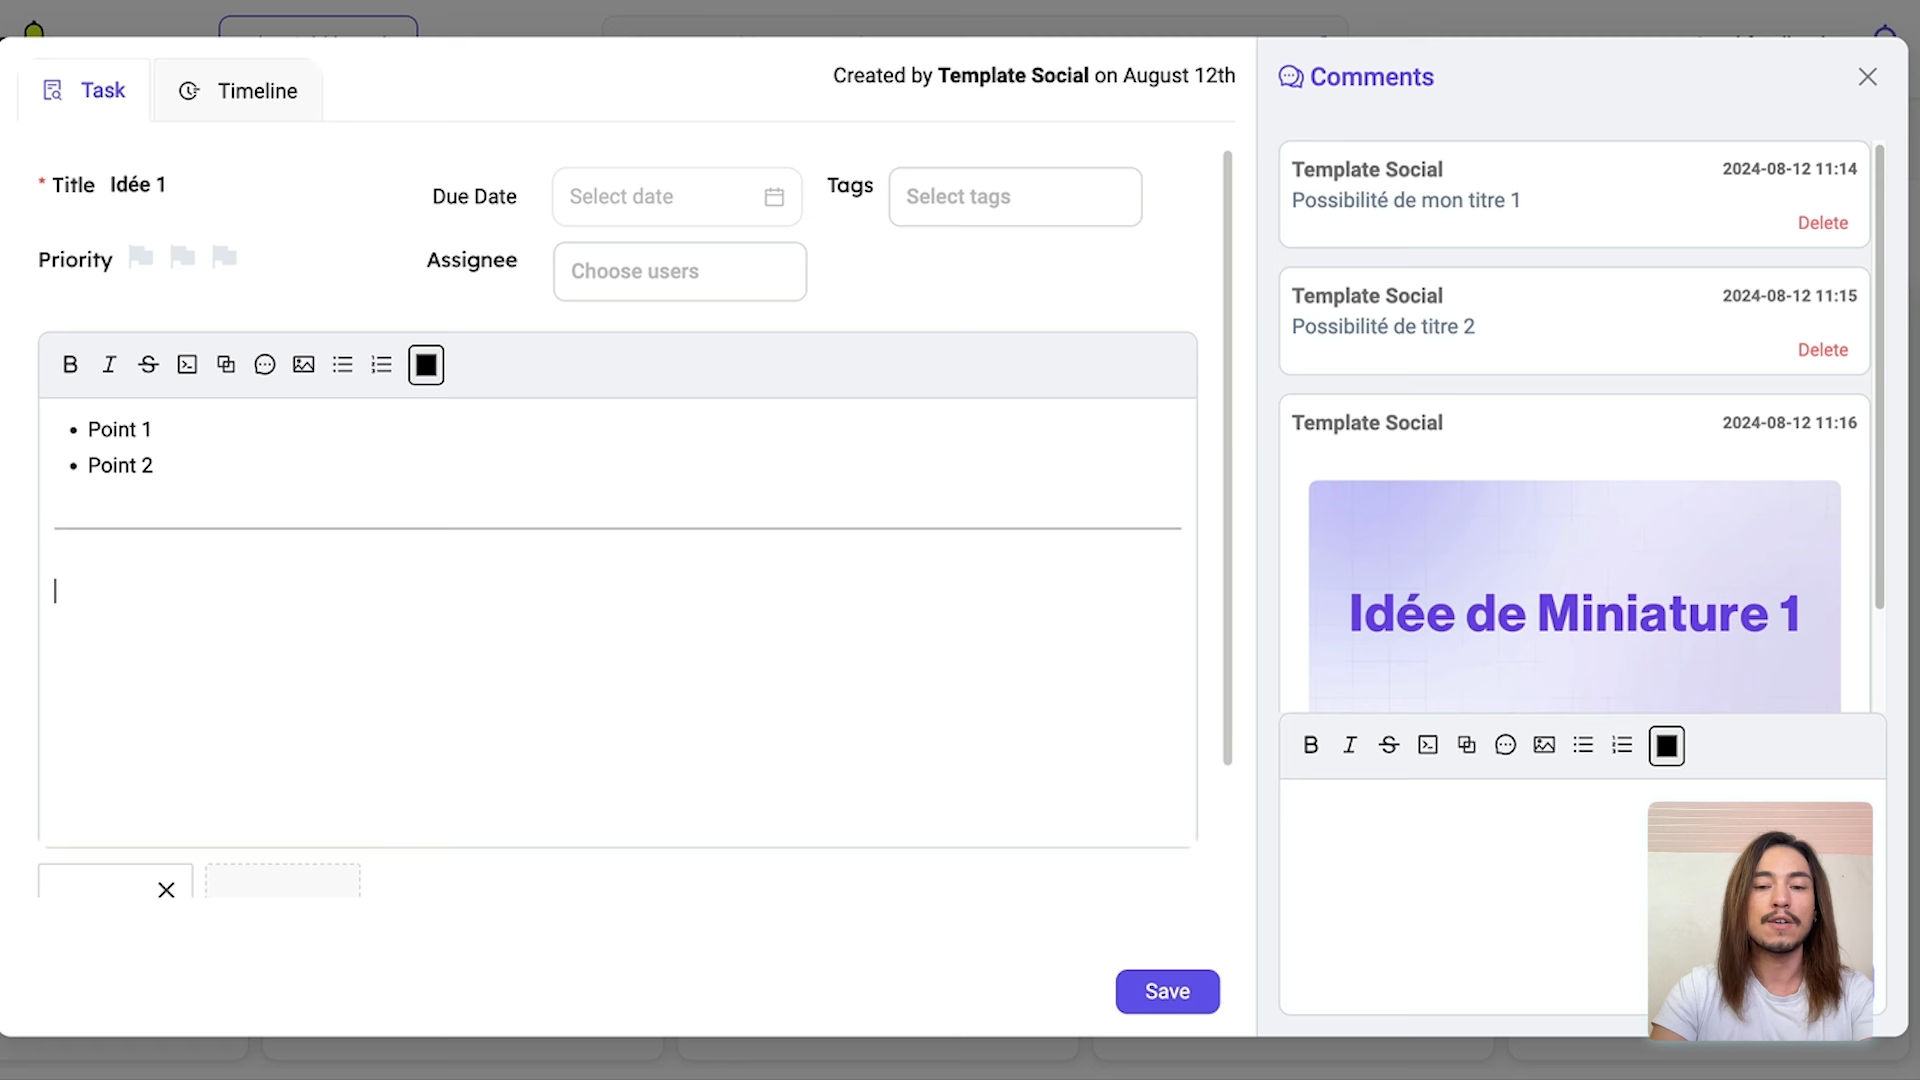 Task
Timeline
Created by Template Social on August 12th
* Title Idée 1
Due Date
Select date
Tags
Select tags
Priority
Assignee
Choose users
B I S
• Point 1
• Point 2
Save
Comments
Template Social
2024-08-12 11:14
Possibilité de mon titre 1
Delete
Template Social
2024-08-12 11:15
Possibilité de titre 2
Delete
Template Social
2024-08-12 11:16
Idée de Miniature 1
B I S